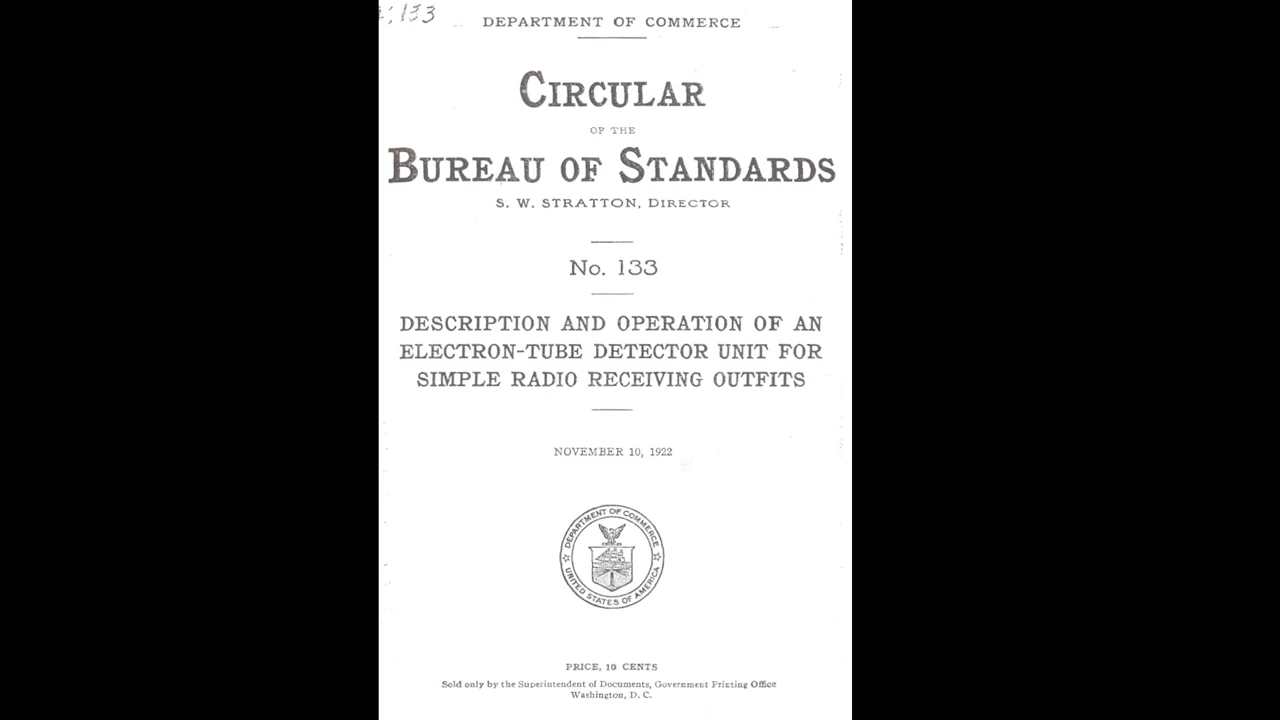 133
DEPARTMENT OF COMMERCE
CIRCULAR
OF THE
BUREAU OF STANDARDS
S. W. STRATTON, DIRECTOR
No. 133
DESCRIPTION AND OPERATION OF AN
ELECTRON-TUBE DETECTOR UNIT FOR
SIMPLE RADIO RECEIVING OUTFITS
NOVEMBER 10, 1922
DEPARTMENT OF COMMERCE
UNITED STATES OF AMERICA
PRICE, 10 CENTS
Sold only by the Superintendent of Documents, Government Printing Office
Washington, D. C.